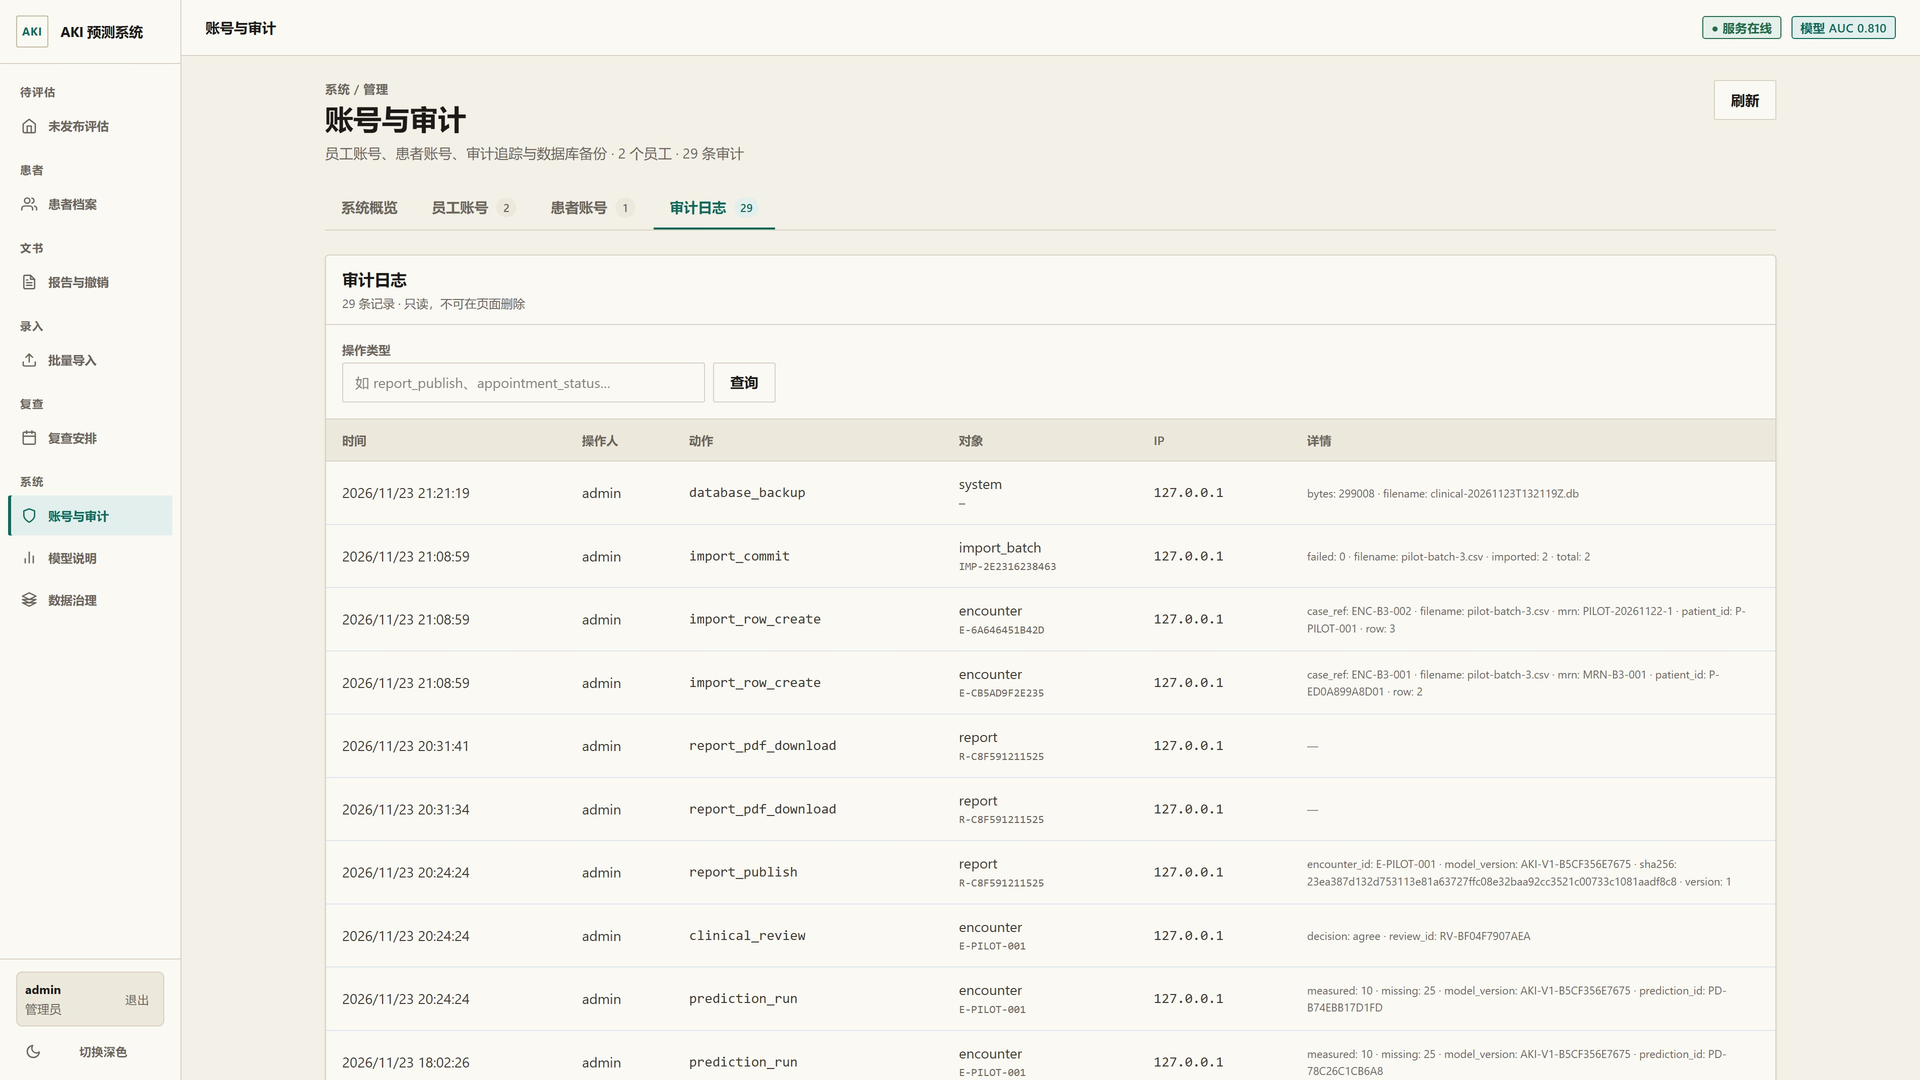 AKI AKI 预测系统
待评估
未发布评估
患者
患者档案
文书
报告与撤销
录入
批量导入
复查
复查安排
系统
账号与审计
模型说明
数据治理
admin
管理员
退出
切换深色
账号与审计
服务在线
模型 AUC 0.810
系统 / 管理
账号与审计
员工账号、患者账号、审计追踪与数据库备份 · 2 个员工 · 29 条审计
刷新
系统概览 员工账号 2 患者账号 1 审计日志 29
审计日志
29 条记录 · 只读，不可在页面删除
操作类型
如 report_publish、appointment_status...
查询
时间 操作人 动作 对象 IP 详情
2026/11/23 21:21:19 admin database_backup system – 127.0.0.1 bytes: 299008 · filename: clinical-20261123T132119Z.db
2026/11/23 21:08:59 admin import_commit import_batch IMP-2E2316238463 127.0.0.1 failed: 0 · filename: pilot-batch-3.csv · imported: 2 · total: 2
2026/11/23 21:08:59 admin import_row_create encounter E-6A646451B42D 127.0.0.1 case_ref: ENC-B3-002 · filename: pilot-batch-3.csv · mrn: PILOT-20261122-1 · patient_id: P-
PILOT-001 · row: 3
2026/11/23 21:08:59 admin import_row_create encounter E-CB5AD9F2E235 127.0.0.1 case_ref: ENC-B3-001 · filename: pilot-batch-3.csv · mrn: MRN-B3-001 · patient_id: P-
ED0A899A8D01 · row: 2
2026/11/23 20:31:41 admin report_pdf_download report R-C8F591211525 127.0.0.1 —
2026/11/23 20:31:34 admin report_pdf_download report R-C8F591211525 127.0.0.1 —
2026/11/23 20:24:24 admin report_publish report R-C8F591211525 127.0.0.1 encounter_id: E-PILOT-001 · model_version: AKI-V1-B5CF356E7675 · sha256:
23ea387d132d753113e81a63727ffc08e32baa92cc3521c00733c1081aadf8c8 · version: 1
2026/11/23 20:24:24 admin clinical_review encounter E-PILOT-001 127.0.0.1 decision: agree · review_id: RV-BF04F7907AEA
2026/11/23 20:24:24 admin prediction_run encounter E-PILOT-001 127.0.0.1 measured: 10 · missing: 25 · model_version: AKI-V1-B5CF356E7675 · prediction_id: PD-
B74EBB17D1FD
2026/11/23 18:02:26 admin prediction_run encounter E-PILOT-001 127.0.0.1 measured: 10 · missing: 25 · model_version: AKI-V1-B5CF356E7675 · prediction_id: PD-
78C26C1CB6A8